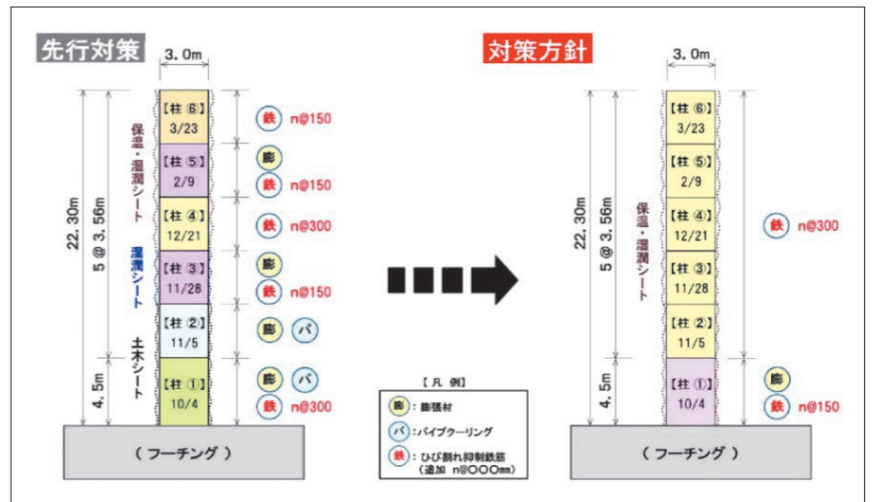 先行対策
3.0m
22.30m
5@3.56m
4.5m
保温・湿潤シート
湿潤シート
土木シート
【柱 ⑥】
3/23
【柱 ⑤】
2/9
【柱 ④】
12/21
【柱 ③】
11/28
【柱 ②】
11/5
【柱 ①】
10/4
鉄 n@150
膨
鉄 n@150
鉄 n@300
膨
鉄 n@150
膨 パ
膨 パ
鉄 n@300
（フーチング）
【凡 例】
膨：膨張材
パ：パイプクーリング
鉄：ひび割れ抑制鉄筋
（追加 n@〇〇〇mm）
対策方針
3.0m
22.30m
5@3.56m
4.5m
保温・湿潤シート
【柱 ⑥】
3/23
【柱 ⑤】
2/9
【柱 ④】
12/21
【柱 ③】
11/28
【柱 ②】
11/5
【柱 ①】
10/4
鉄 n@300
膨
鉄 n@150
（フーチング）